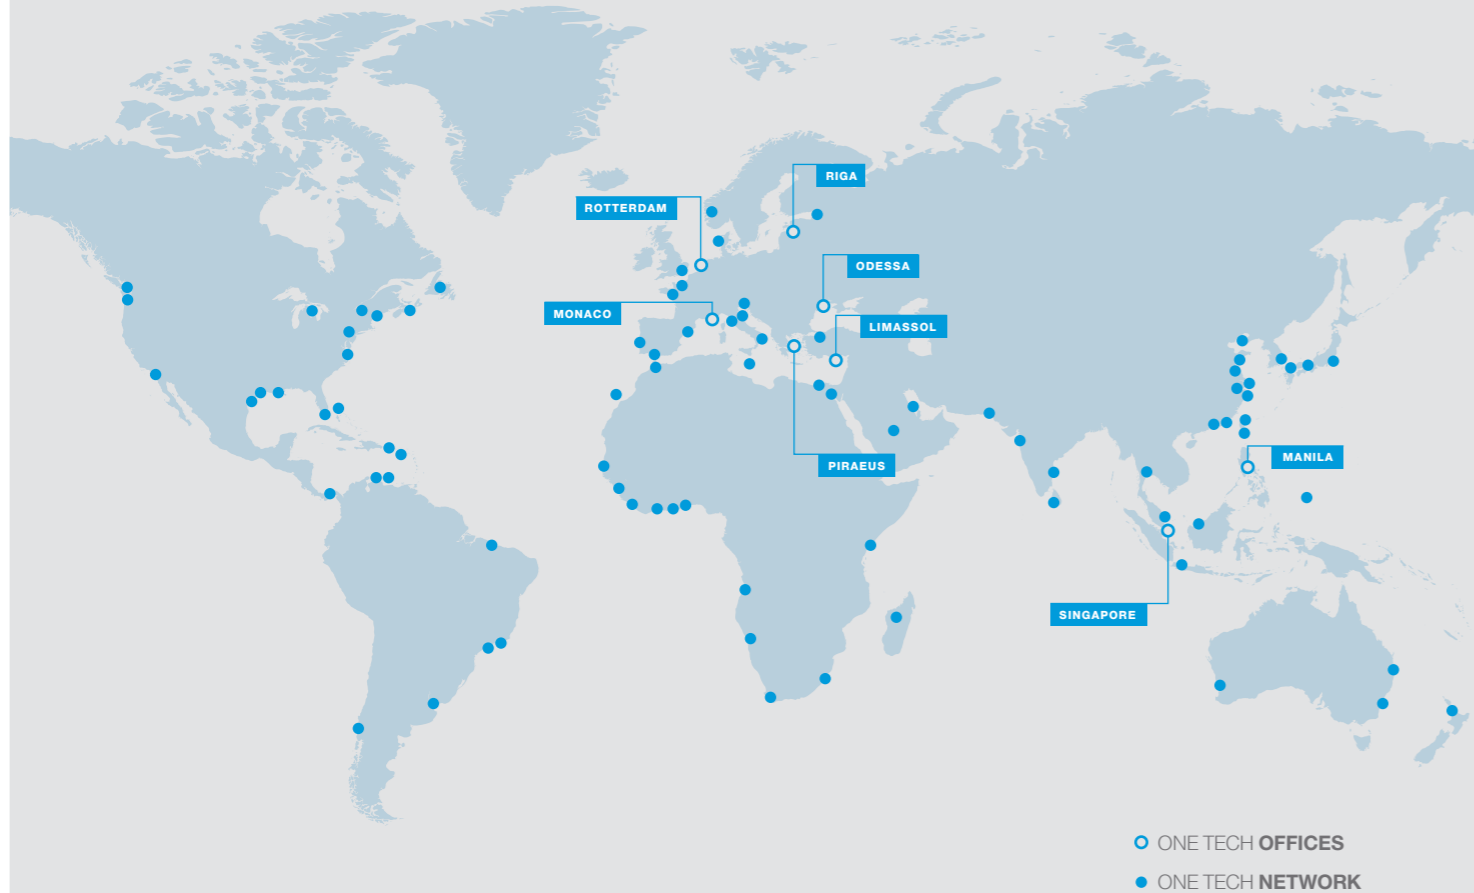 RIGA
ROTTERDAM
ODESSA
MONACO
LIMASSOL
PIRAEUS
MANILA
SINGAPORE
ONE TECH OFFICES
ONE TECH NETWORK